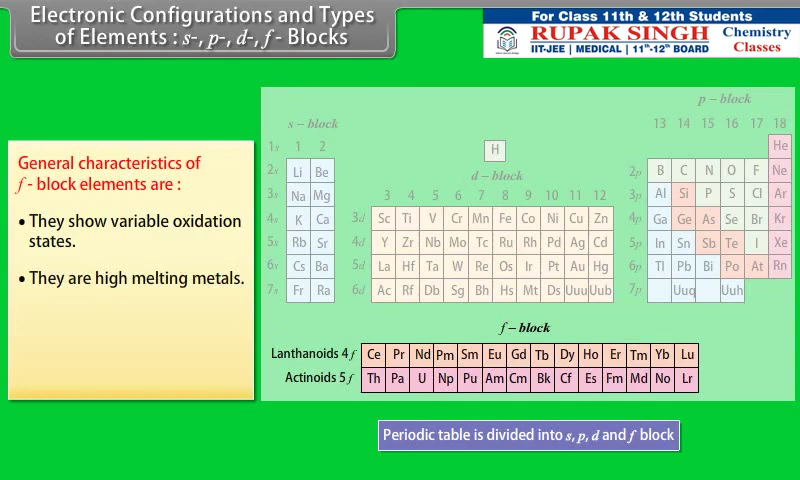 Electronic Configurations and Types
of Elements : s-, p-, d-, f - Blocks
For Class 11th & 12th Students
RUPAK SINGH
IIT-JEE | MEDICAL | 11th-12th BOARD
Chemistry
Classes
General characteristics of
f - block elements are :
• They show variable oxidation
states.
• They are high melting metals.
p – block
s – block 13 14 15 16 17 18
1s 1 2 H He
d – block
2s Li Be 2p B C N O F Ne
3s Na Mg 3 4 5 6 7 8 9 10 11 12 3p Al Si P S Cl Ar
4s K Ca 3d Sc Ti V Cr Mn Fe Co Ni Cu Zn 4p Ga Ge As Se Br Kr
5s Rb Sr 4d Y Zr Nb Mo Tc Ru Rh Pd Ag Cd 5p In Sn Sb Te I Xe
6s Cs Ba 5d La Hf Ta W Re Os Ir Pt Au Hg 6p Tl Pb Bi Po At Rn
7s Fr Ra 6d Ac Rf Db Sg Bh Hs Mt Ds Uuu Uub 7p Uuq Uuh
f – block
Lanthanoids 4f Ce Pr Nd Pm Sm Eu Gd Tb Dy Ho Er Tm Yb Lu
Actinoids 5f Th Pa U Np Pu Am Cm Bk Cf Es Fm Md No Lr
Periodic table is divided into s, p, d and f block